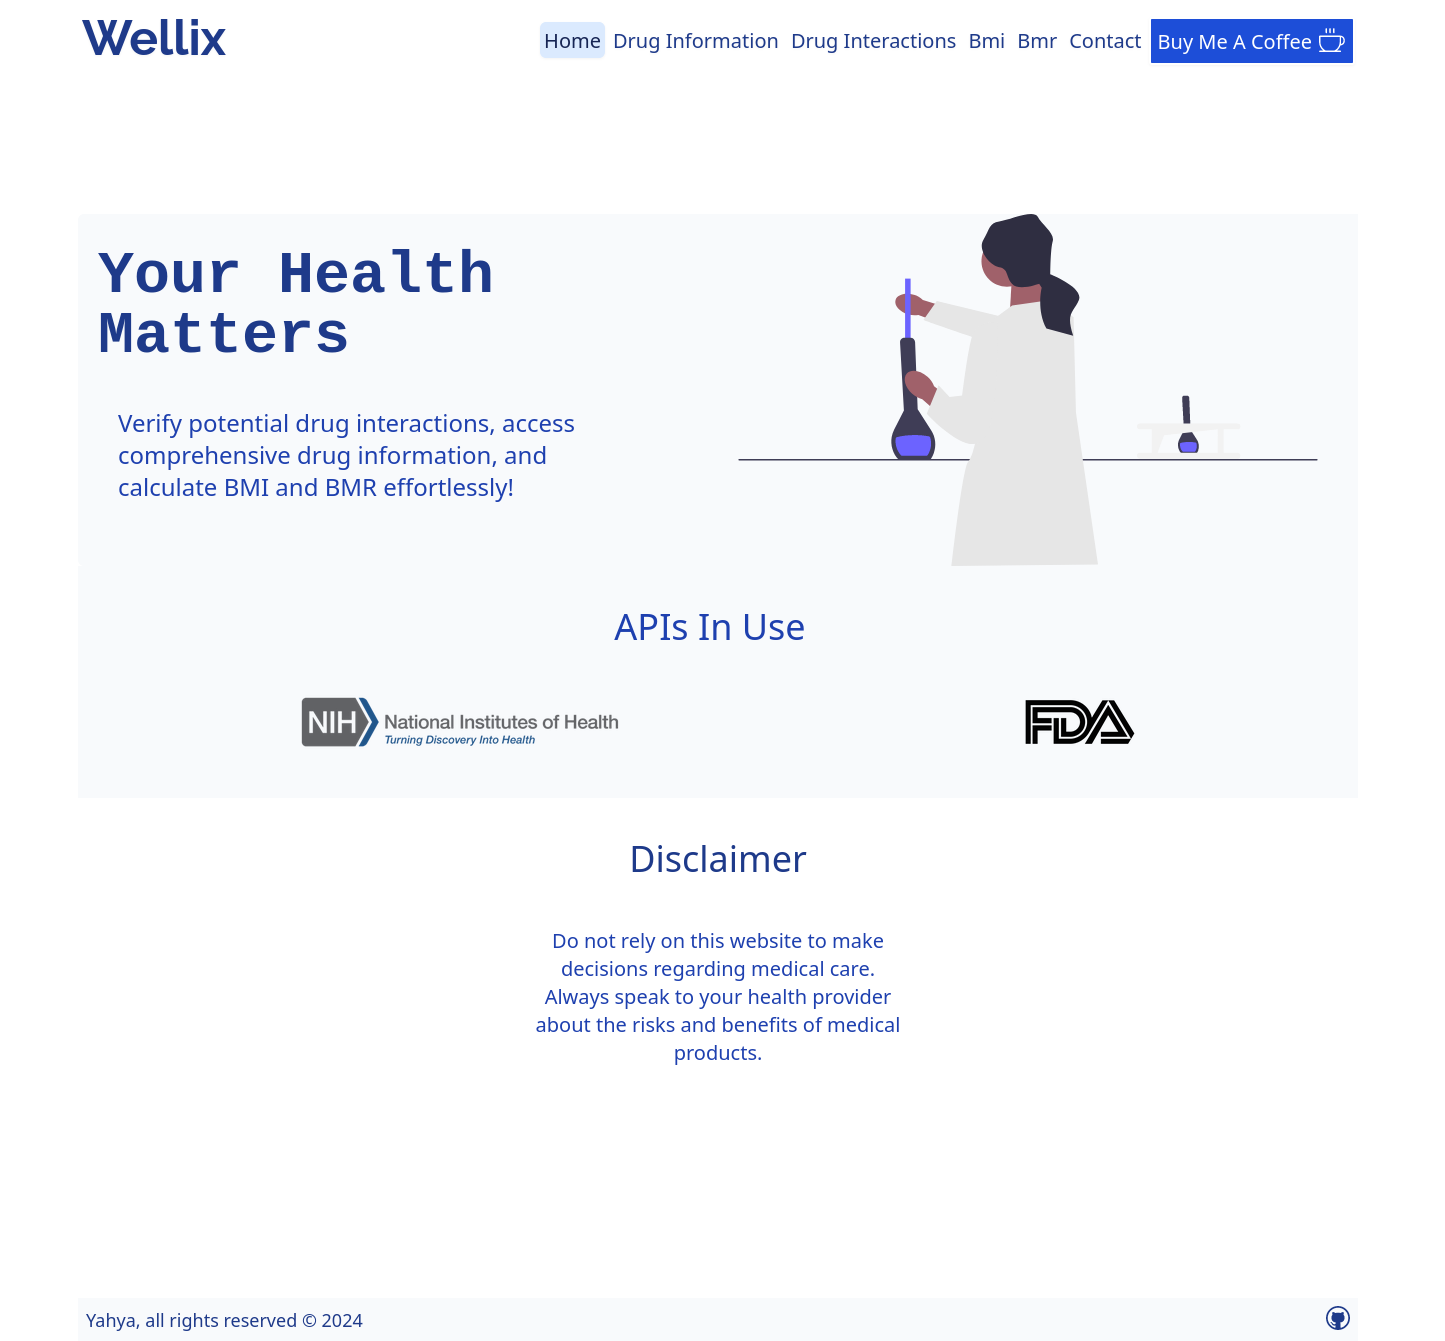 Wellix
Home Drug Information Drug Interactions Bmi Bmr Contact Buy Me A Coffee
Your Health
Matters
Verify potential drug interactions, access
comprehensive drug information, and
calculate BMI and BMR effortlessly!
APIs In Use
NIH National Institutes of Health
Turning Discovery Into Health
FDA
Disclaimer
Do not rely on this website to make
decisions regarding medical care.
Always speak to your health provider
about the risks and benefits of medical
products.
Yahya, all rights reserved © 2024